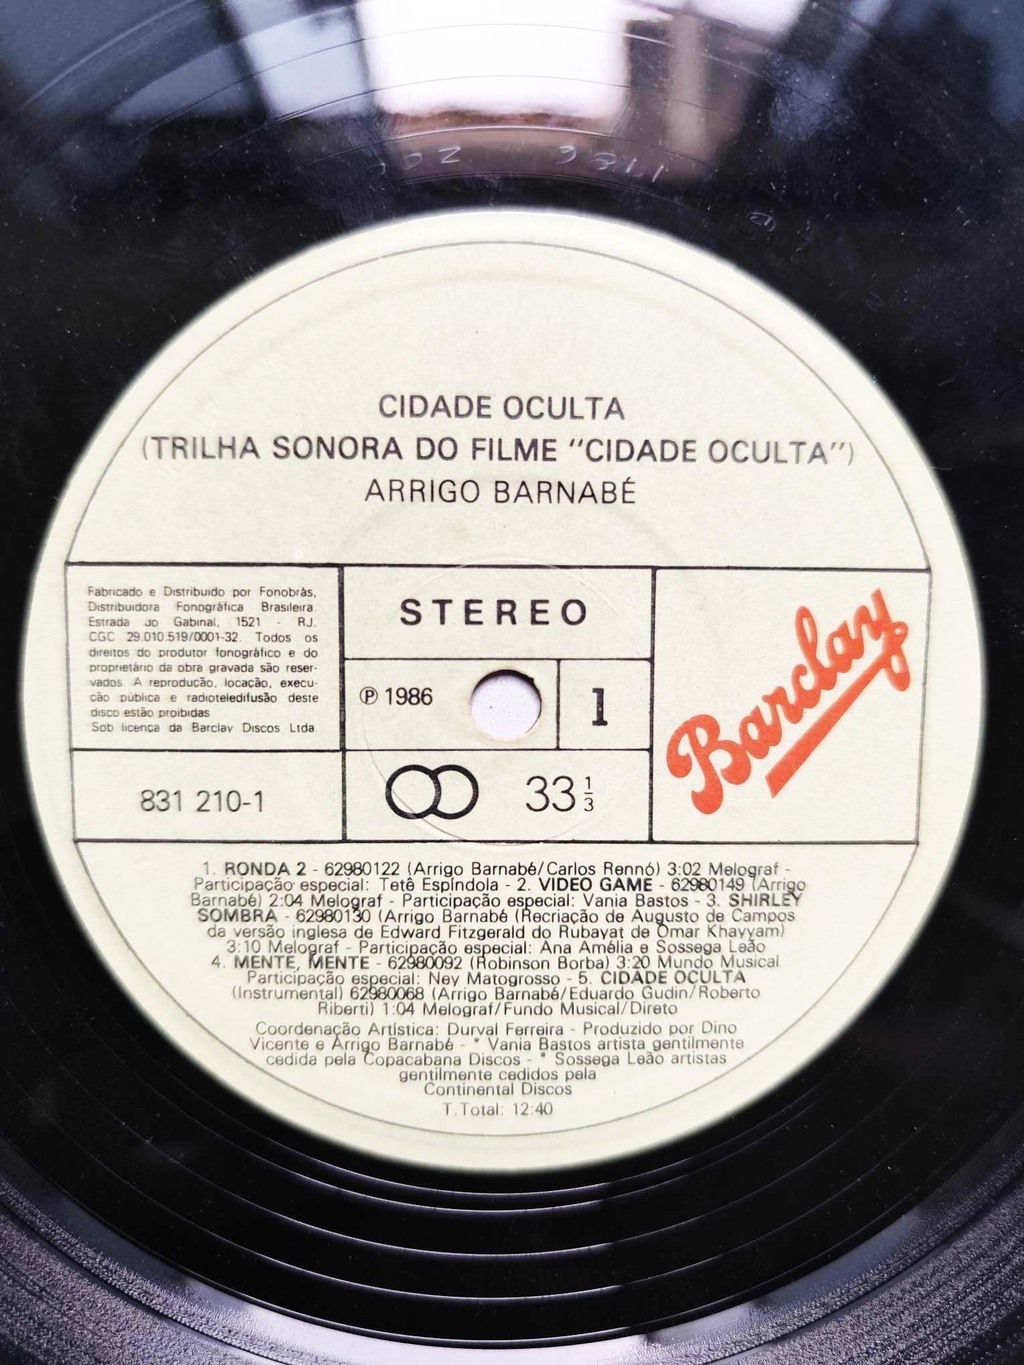 CIDADE OCULTA
(TRILHA SONORA DO FILME "CIDADE OCULTA")
ARRIGO BARNABÉ
Fabricado e Distribuido por Fonobrás,
Distribuidora Fonográfica Brasileira.
Estrada do Gabinal, 1521 - RJ.
CGC 29.010.519/0001-32. Todos os
direitos do produtor fonográfico e do
proprietário da obra gravada são reser-
vados. A reprodução, locação, execu-
ção pública e radioteledifusão deste
disco estão proibidas
Sob licença da Barclay Discos Ltda.
831 210-1
STEREO
℗ 1986
1
33 1/3
Barclay
1. RONDA 2 - 62980122 (Arrigo Barnabé/Carlos Rennó) 3:02 Melograf -
Participação especial: Tetê Espíndola - 2. VIDEO GAME - 62980149 (Arrigo
Barnabé) 2:04 Melograf - Participação especial: Vania Bastos - 3. SHIRLEY
SOMBRA - 62980130 (Arrigo Barnabé (Recriação de Augusto de Campos
da versão inglesa de Edward Fitzgerald do Rubayat de Omar Khayyam)
3:10 Melograf - Participação especial: Ana Amélia e Sossega Leão
4. MENTE, MENTE - 62980092 (Robinson Borba) 3:20 Mundo Musical
Participação especial: Ney Matogrosso - 5. CIDADE OCULTA
(Instrumental) 62980068 (Arrigo Barnabé/Eduardo Gudin/Roberto
Riberti) 1:04 Melograf/Fundo Musical/Direto
Coordenação Artística: Durval Ferreira - Produzido por Dino
Vicente e Arrigo Barnabé - * Vania Bastos artista gentilmente
cedida pela Copacabana Discos - * Sossega Leão artistas
gentilmente cedidos pela
Continental Discos
T.Total: 12:40